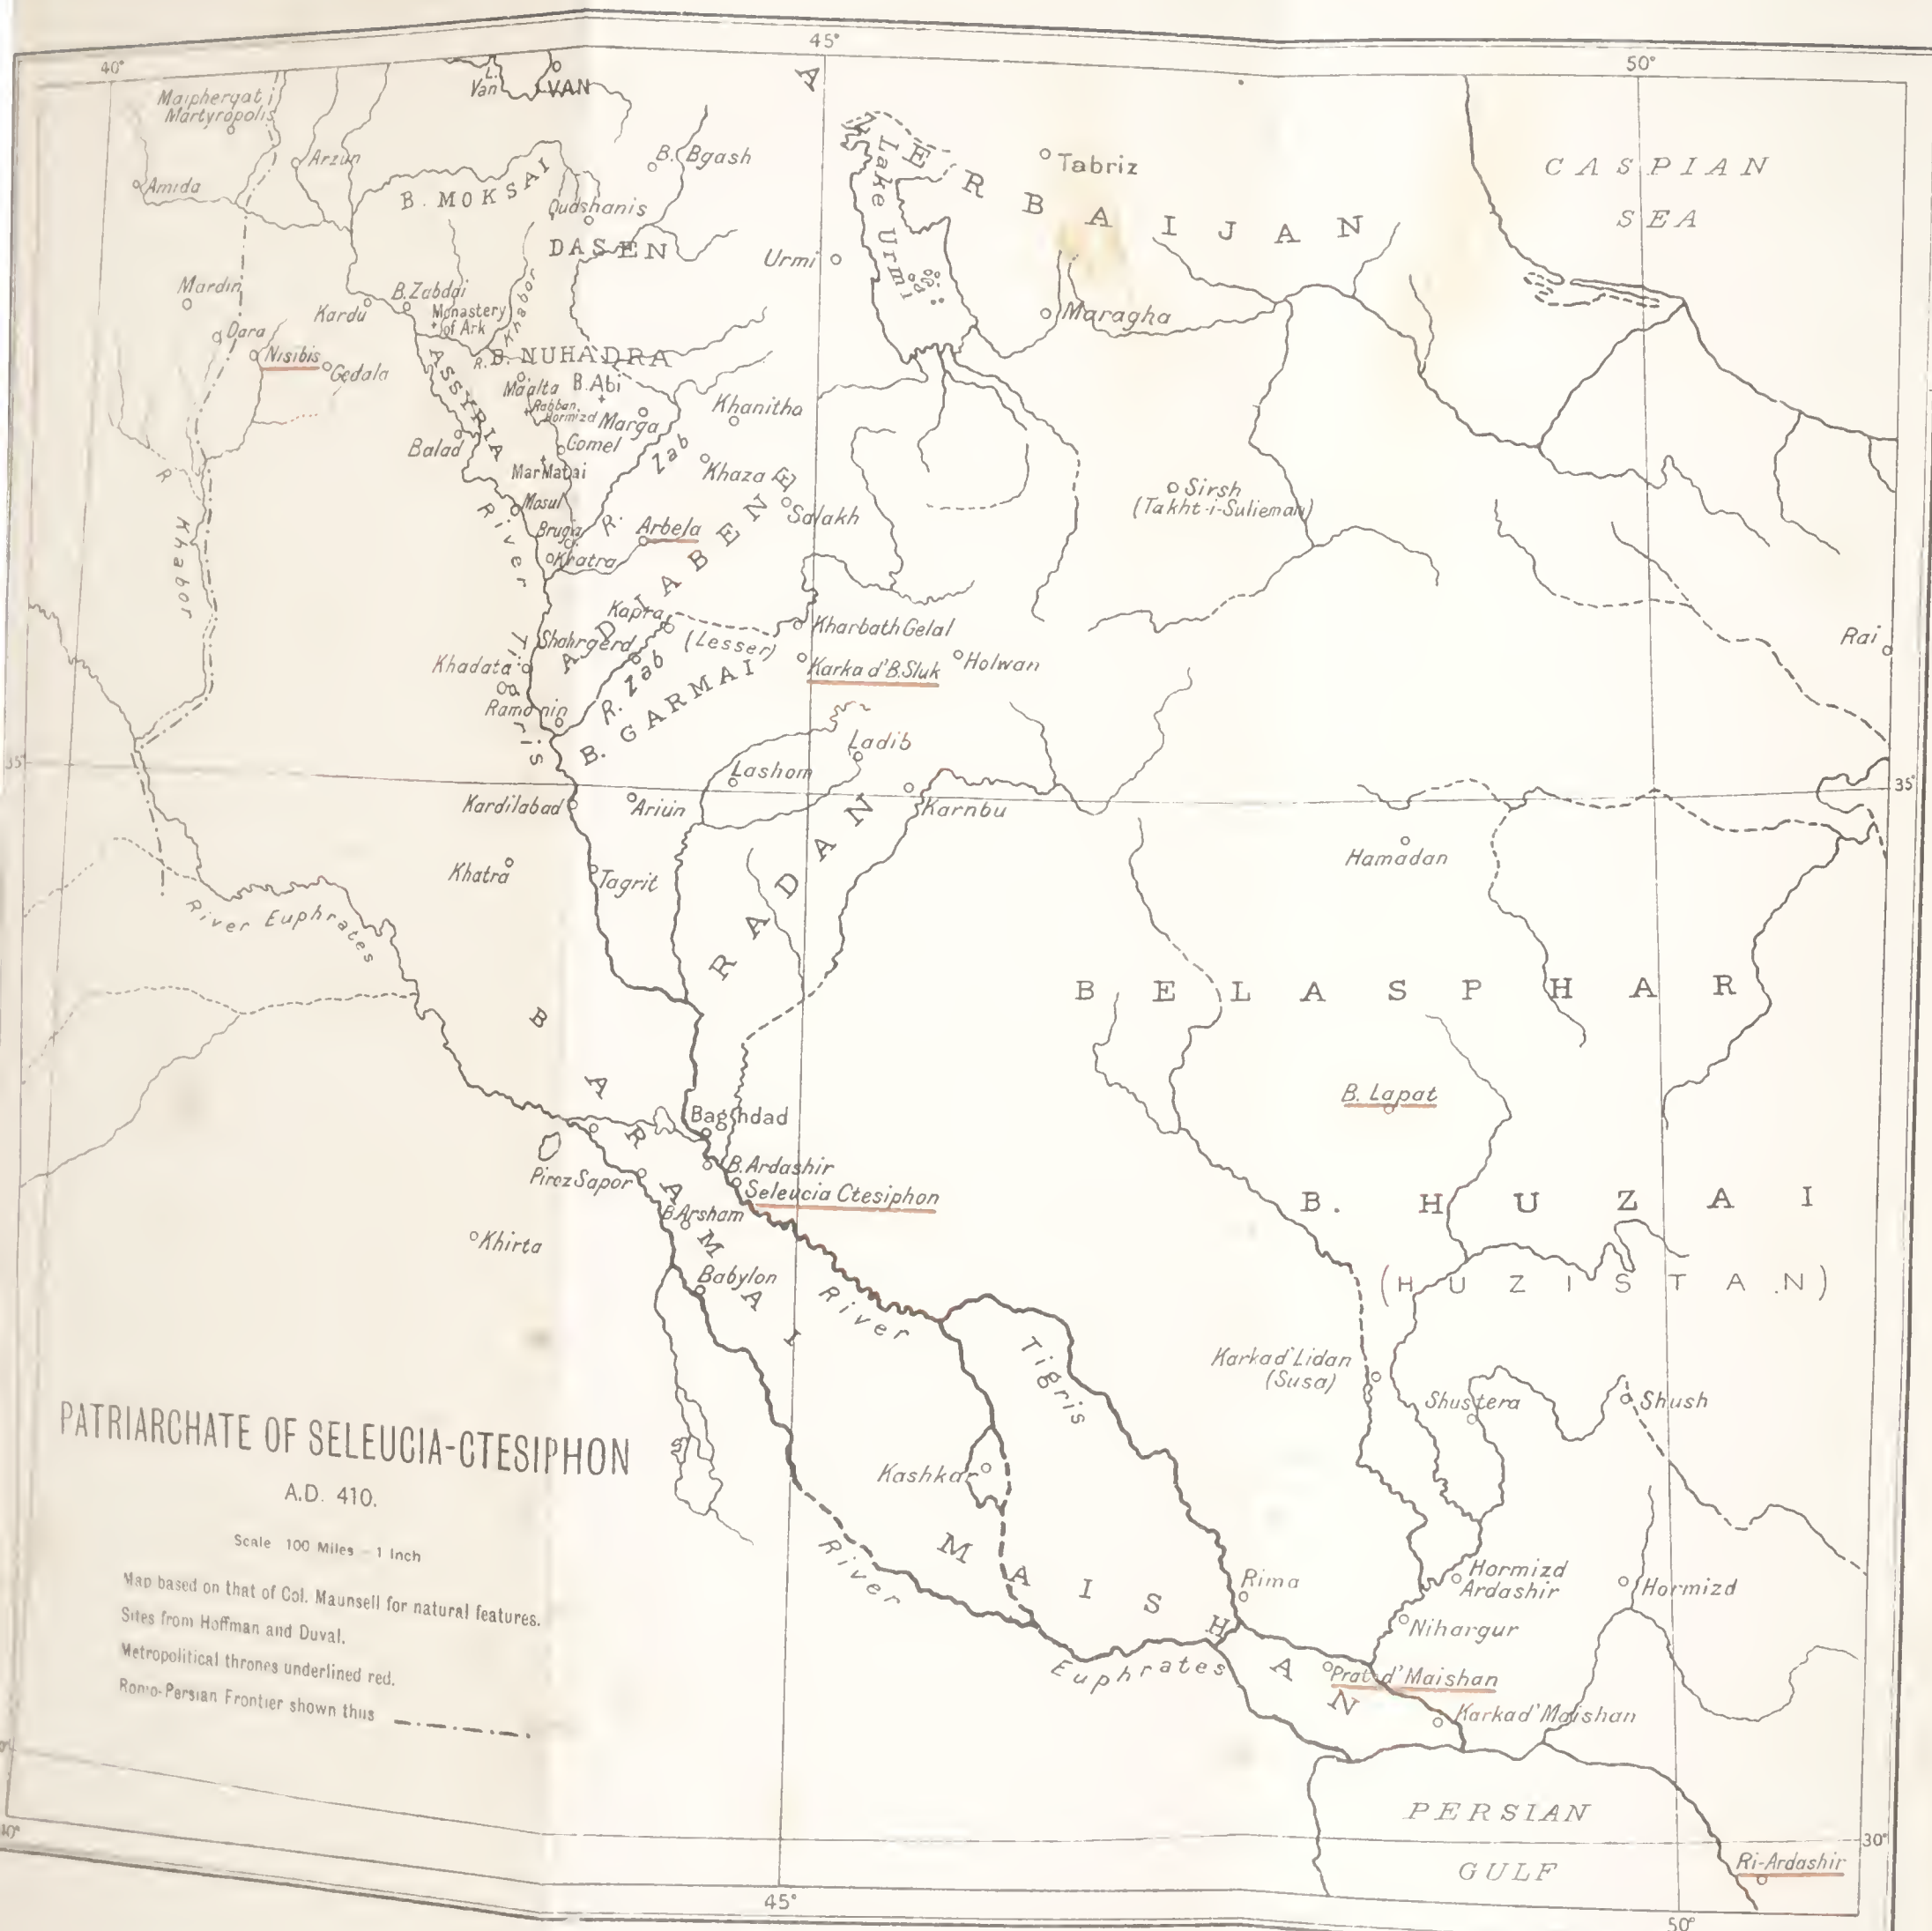 40°
45°
50°
Maipherqat
Martyropolis
L.
Van
VAN
AZERBAIJAN
CASPIAN
SEA
Arzun
Amida
B. MOKSAI
B. Bgash
Tabriz
Lake Urmi
Qudshanis
DASEN
Urmi
Mardin
Kardu
B. Zabdai
Monastery
of Ark
R. Khabor
Maragha
Dara
Nisibis
Gedala
ASSYRIA
B. NUHADRA
Maalta
B. Abi
Rabban
Hormizd
Marga
Khanitha
Balad
Gomel
Mar Matai
R. Zab
Khaza
Salakh
Sirsh
(Takht-i-Sulieman)
R. Khabor
Mosul
Arbela
Khatra
ADIABENE
River Tigris
Kapra
Kharbath Gelal
Shahrgerd
R. Zab
(Lesser)
Karka d'B. Sluk
Holwan
Rai
Khadata
Ramonin
B. GARMAI
Ladib
Lashom
35°
35°
Kardilabad
Ariun
Karnbu
Hamadan
Khatra
Tagrit
RADAN
River Euphrates
BELASPHAR
B. ARAMAI
Baghdad
B. Lapat
B. Ardashir
Seleucia Ctesiphon
Piroz Sapor
B. Arsham
B. HUZAI
(HUZISTAN)
Khirta
Babylon
River Tigris
Karka d'Lidan
(Susa)
Shustera
Shush
PATRIARCHATE OF SELEUCIA-CTESIPHON
A.D. 410.
Scale 100 Miles = 1 Inch
Map based on that of Col. Maunsell for natural features.
Sites from Hoffman and Duval.
Metropolitical thrones underlined red.
Romo-Persian Frontier shown thus
Kashkar
MAISHAN
River Euphrates
Rima
Hormizd
Ardashir
Hormizd
Nihargur
Prat d'Maishan
Karka d'Maishan
PERSIAN
GULF
30°
Ri-Ardashir
45°
50°